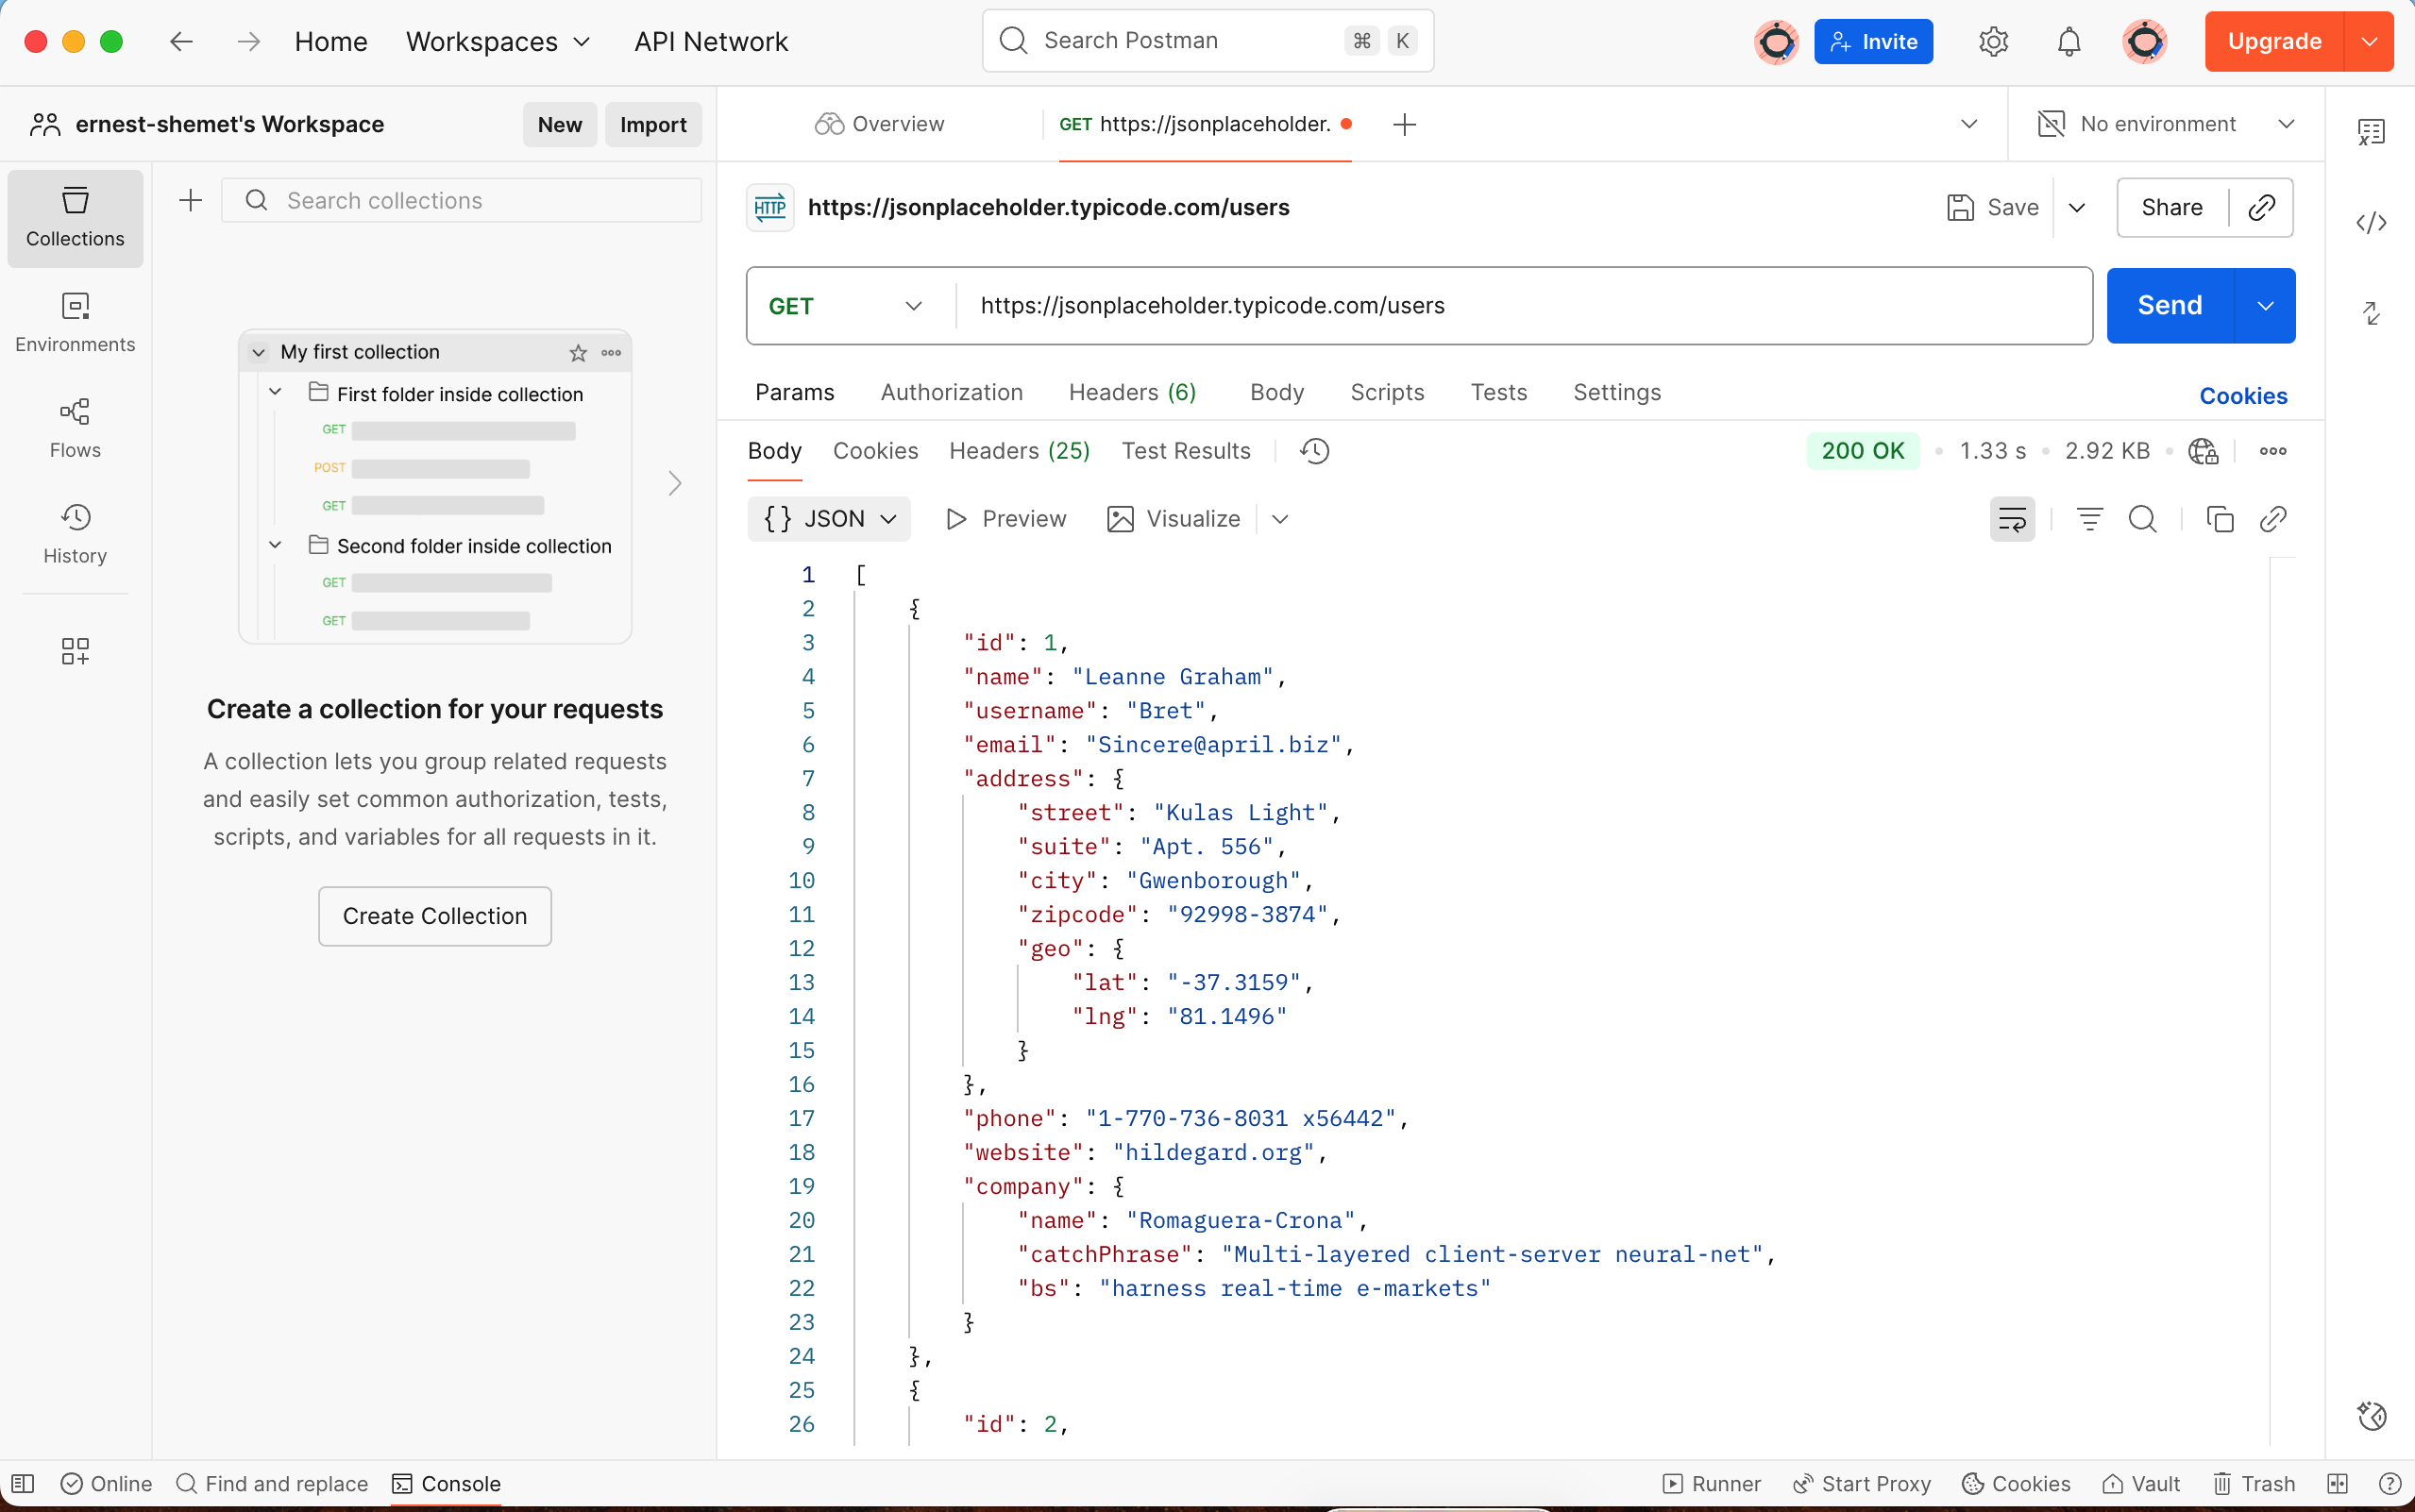 Home
Workspaces
API Network
Search Postman
⌘ K
Invite
Upgrade
ernest-shemet's Workspace
New
Import
Overview
GET https://jsonplaceholder.
No environment
Collections
Environments
Flows
History
Search collections
My first collection
First folder inside collection
GET
POST
GET
Second folder inside collection
GET
GET
Create a collection for your requests
A collection lets you group related requests
and easily set common authorization, tests,
scripts, and variables for all requests in it.
Create Collection
HTTP
https://jsonplaceholder.typicode.com/users
Save
Share
GET
https://jsonplaceholder.typicode.com/users
Send
Params
Authorization
Headers (6)
Body
Scripts
Tests
Settings
Cookies
Body
Cookies
Headers (25)
Test Results
200 OK
1.33 s
2.92 KB
{} JSON
Preview
Visualize
1 [
2 {
3 "id": 1,
4 "name": "Leanne Graham",
5 "username": "Bret",
6 "email": "Sincere@april.biz",
7 "address": {
8 "street": "Kulas Light",
9 "suite": "Apt. 556",
10 "city": "Gwenborough",
11 "zipcode": "92998-3874",
12 "geo": {
13 "lat": "-37.3159",
14 "lng": "81.1496"
15 }
16 },
17 "phone": "1-770-736-8031 x56442",
18 "website": "hildegard.org",
19 "company": {
20 "name": "Romaguera-Crona",
21 "catchPhrase": "Multi-layered client-server neural-net",
22 "bs": "harness real-time e-markets"
23 }
24 },
25 {
26 "id": 2,
Online
Find and replace
Console
Runner
Start Proxy
Cookies
Vault
Trash